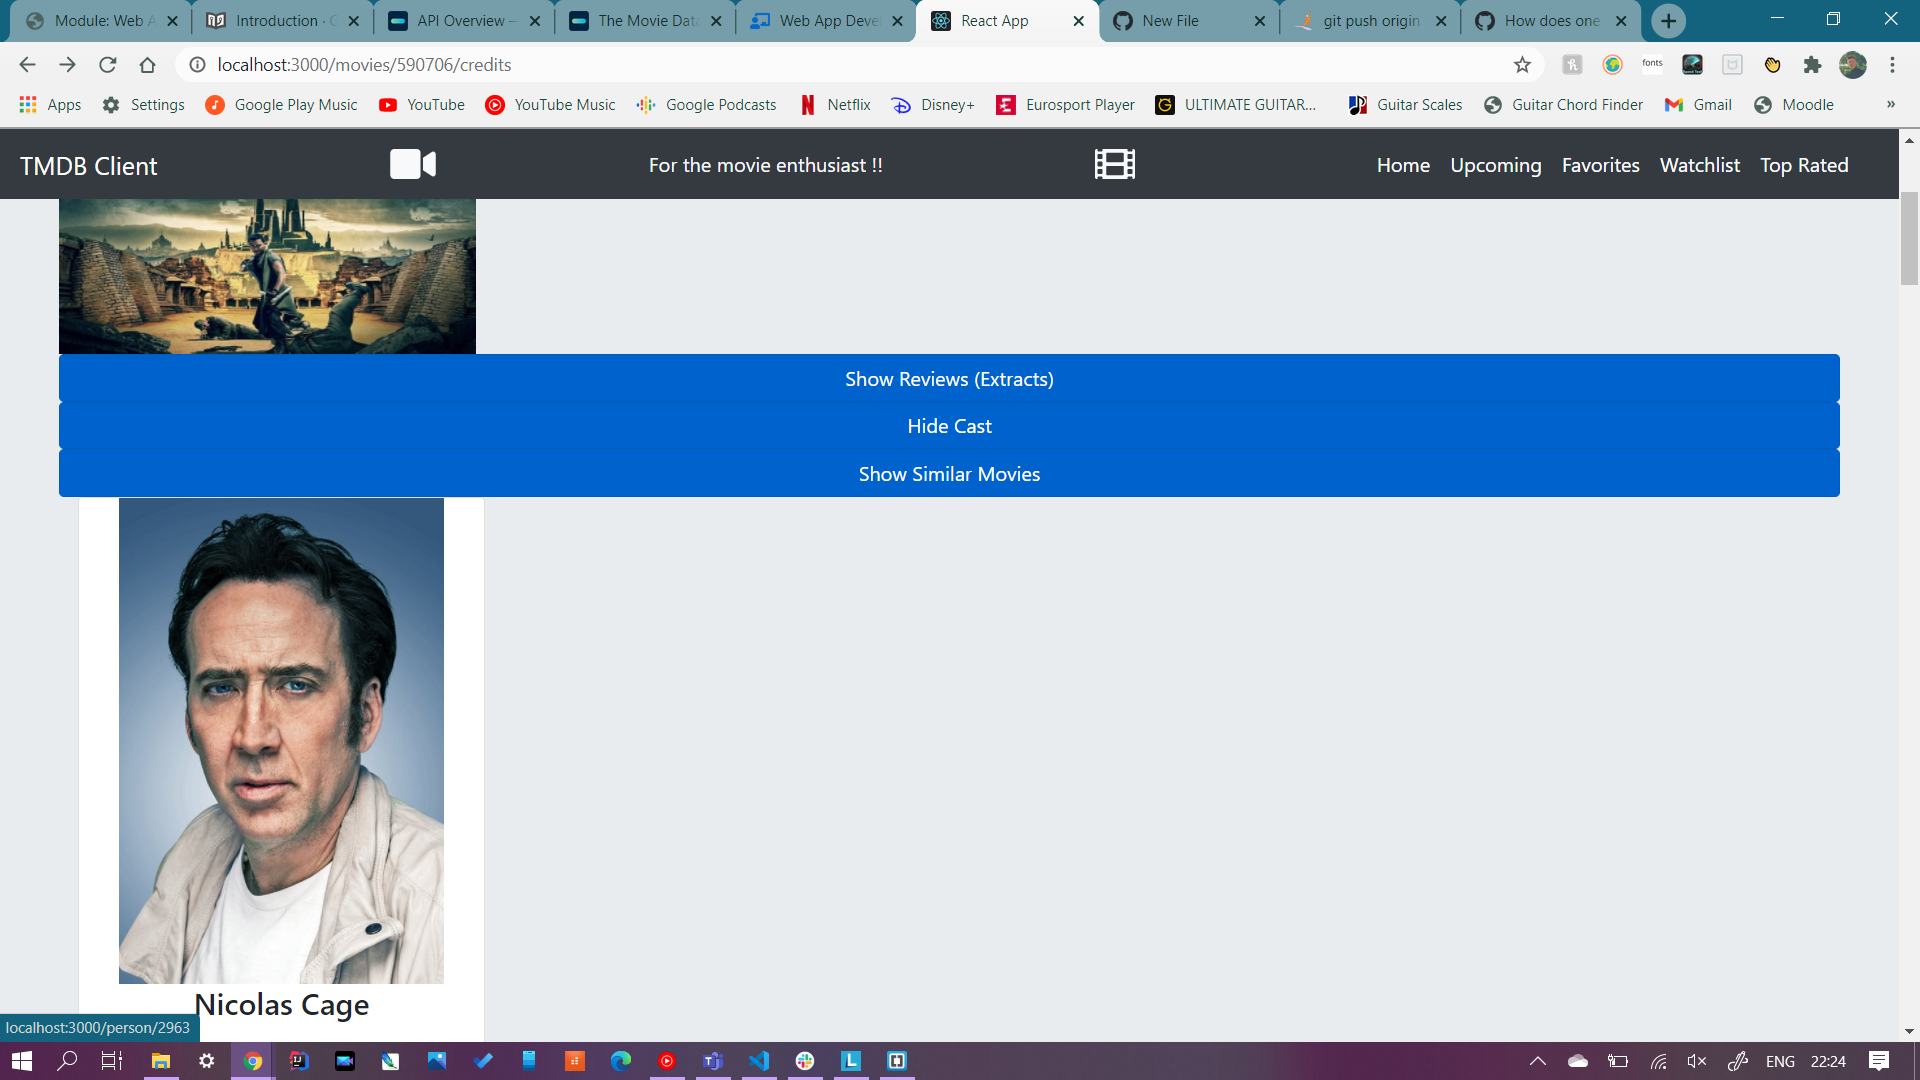 Module: Web A
Introduction · G
API Overview —
The Movie Data
Web App Deve
React App
New File
git push origin
How does one
localhost:3000/movies/590706/credits
fonts
Apps
Settings
Google Play Music
YouTube
YouTube Music
Google Podcasts
Netflix
Disney+
Eurosport Player
ULTIMATE GUITAR...
Guitar Scales
Guitar Chord Finder
Gmail
Moodle
»
TMDB Client
For the movie enthusiast !!
Home
Upcoming
Favorites
Watchlist
Top Rated
Show Reviews (Extracts)
Hide Cast
Show Similar Movies
Nicolas Cage
localhost:3000/person/2963
ENG
22:24